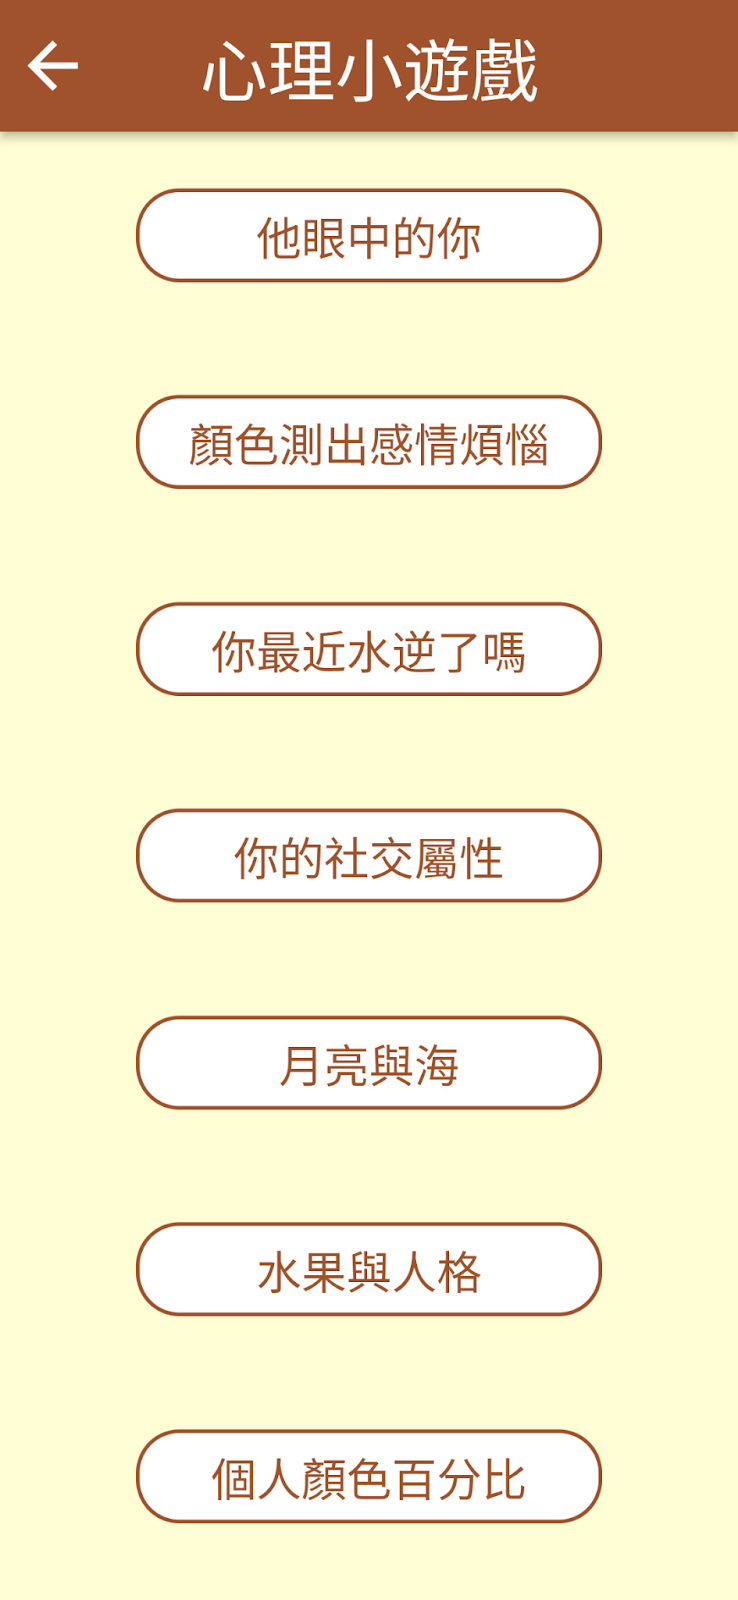 心理小遊戲
他眼中的你
顏色測出感情煩惱
你最近水逆了嗎
你的社交屬性
月亮與海
水果與人格
個人顏色百分比